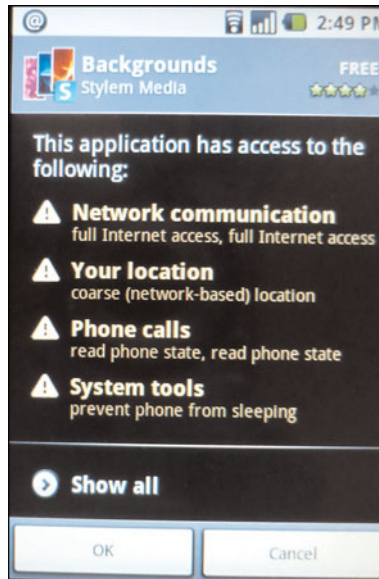 @ 2:49 PM
Backgrounds
FREE
S Stylem Media
This application has access to the
following:
Network communication
full Internet access, full Internet access
Your location
coarse (network-based) location
Phone calls
read phone state, read phone state
System tools
prevent phone from sleeping
Show all
OK Cancel